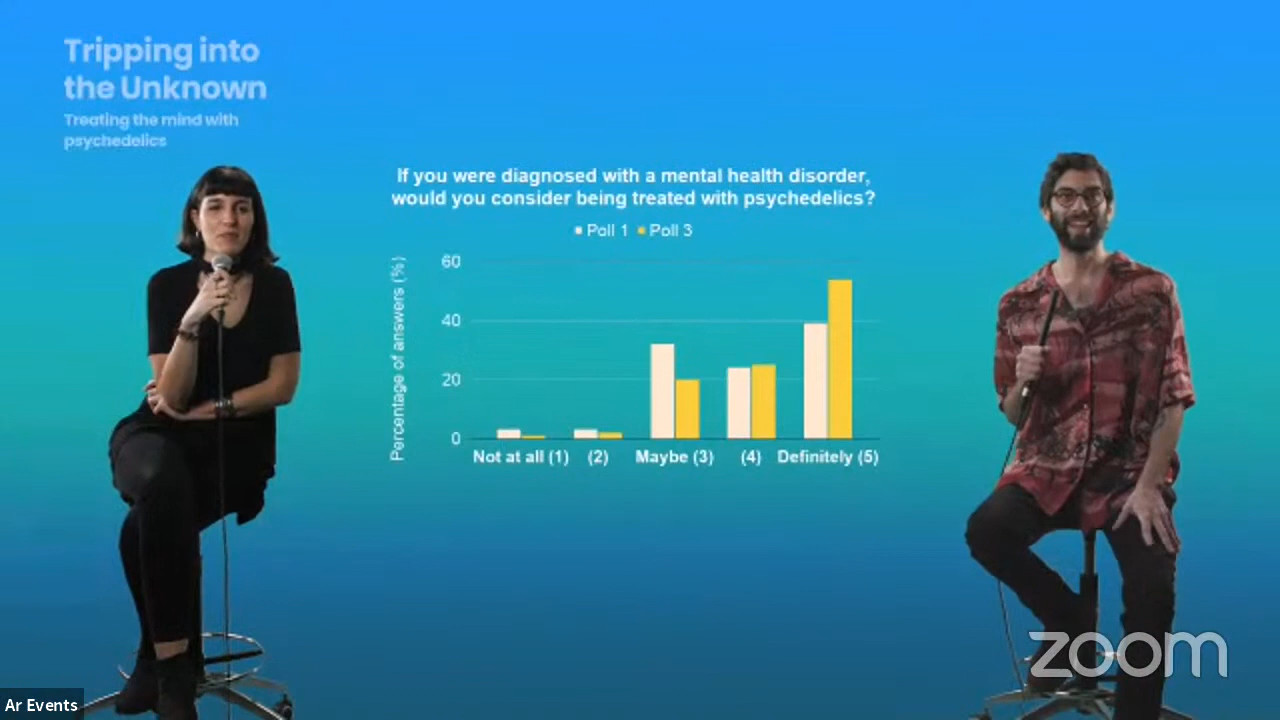 Tripping into
the Unknown
Treating the mind with
psychedelics
If you were diagnosed with a mental health disorder,
would you consider being treated with psychedelics?
Poll 1 Poll 3
Percentage of answers (%)
60
40
20
0
Not at all (1) (2) Maybe (3) (4) Definitely (5)
zoom
Ar Events